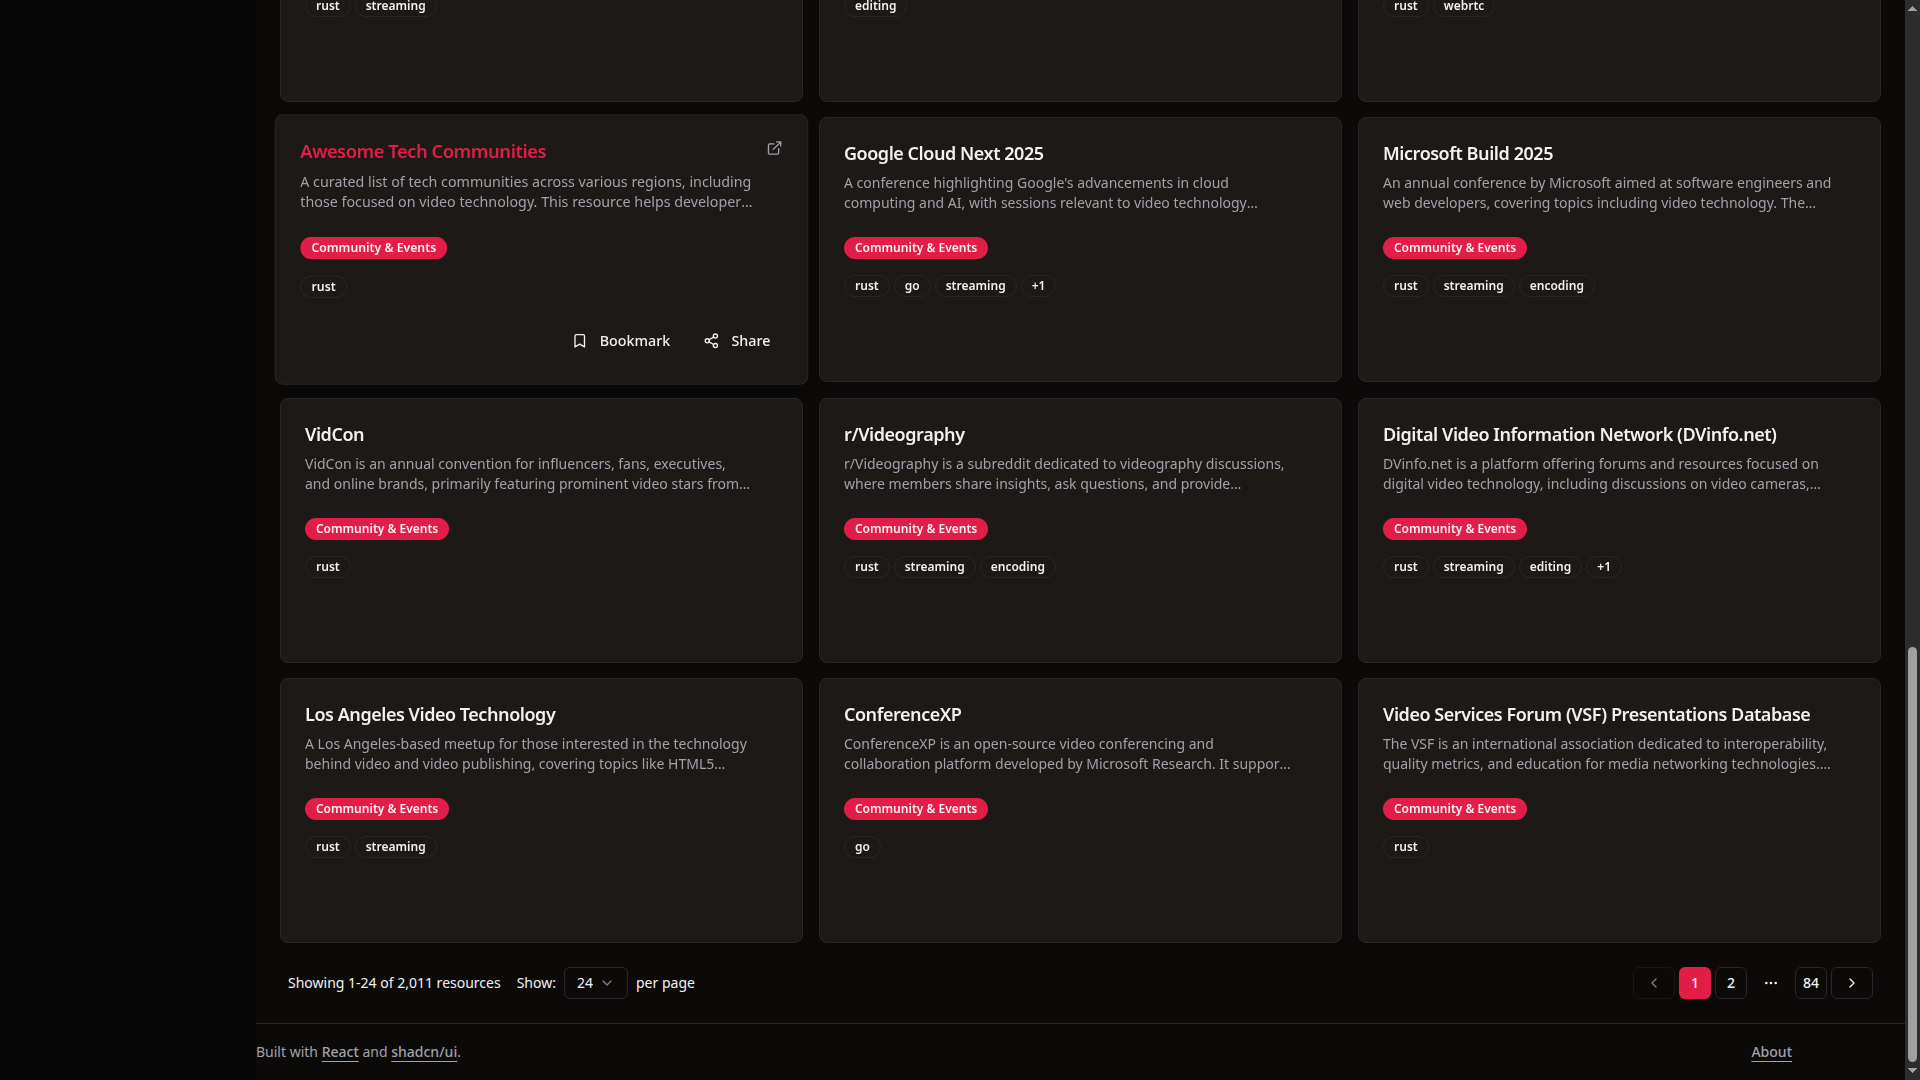 rust streaming
editing
rust webrtc
Awesome Tech Communities
A curated list of tech communities across various regions, including
those focused on video technology. This resource helps developer...
Community & Events
rust
Bookmark Share
Google Cloud Next 2025
A conference highlighting Google's advancements in cloud
computing and AI, with sessions relevant to video technology...
Community & Events
rust go streaming +1
Microsoft Build 2025
An annual conference by Microsoft aimed at software engineers and
web developers, covering topics including video technology. The...
Community & Events
rust streaming encoding
VidCon
VidCon is an annual convention for influencers, fans, executives,
and online brands, primarily featuring prominent video stars from...
Community & Events
rust
r/Videography
r/Videography is a subreddit dedicated to videography discussions,
where members share insights, ask questions, and provide...
Community & Events
rust streaming encoding
Digital Video Information Network (DVinfo.net)
DVinfo.net is a platform offering forums and resources focused on
digital video technology, including discussions on video cameras,...
Community & Events
rust streaming editing +1
Los Angeles Video Technology
A Los Angeles-based meetup for those interested in the technology
behind video and video publishing, covering topics like HTML5...
Community & Events
rust streaming
ConferenceXP
ConferenceXP is an open-source video conferencing and
collaboration platform developed by Microsoft Research. It suppor...
Community & Events
go
Video Services Forum (VSF) Presentations Database
The VSF is an international association dedicated to interoperability,
quality metrics, and education for media networking technologies....
Community & Events
rust
Showing 1-24 of 2,011 resources Show: 24 per page
1 2 ... 84
Built with React and shadcn/ui.
About